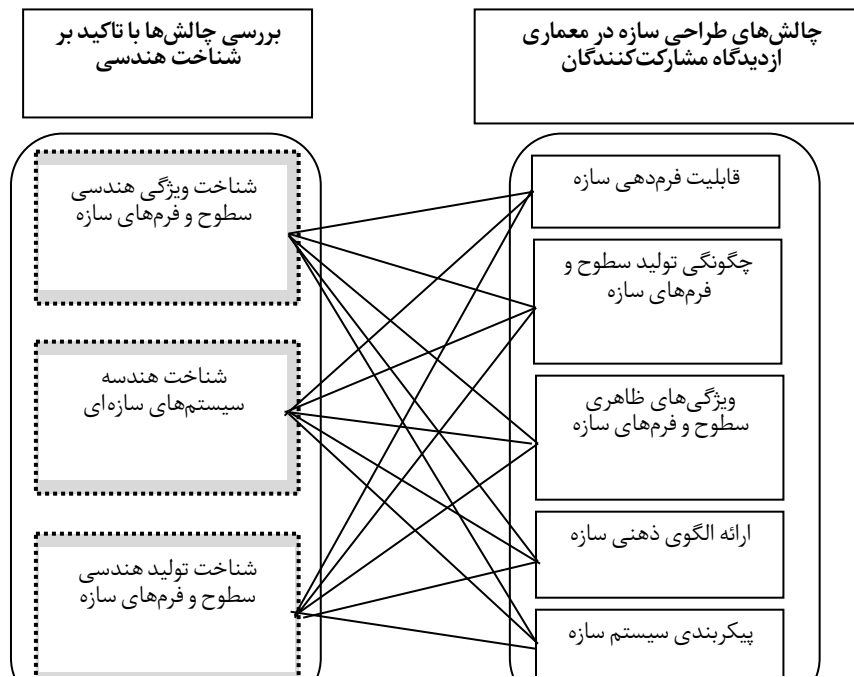 چالش‌های طراحی سازه در معماری
ازدیدگاه مشارکت‌کنندگان
قابلیت فرم‌دهی سازه
چگونگی تولید سطوح و
فرم‌های سازه
ویژگی‌های ظاهری
سطوح و فرم‌های سازه
ارائه الگوی ذهنی سازه
پیکربندی سیستم سازه
بررسی چالش‌ها با تاکید بر
شناخت هندسی
شناخت ویژگی هندسی
سطوح و فرم‌های سازه
شناخت هندسه
سیستم‌های سازه‌ای
شناخت تولید هندسی
سطوح و فرم‌های سازه